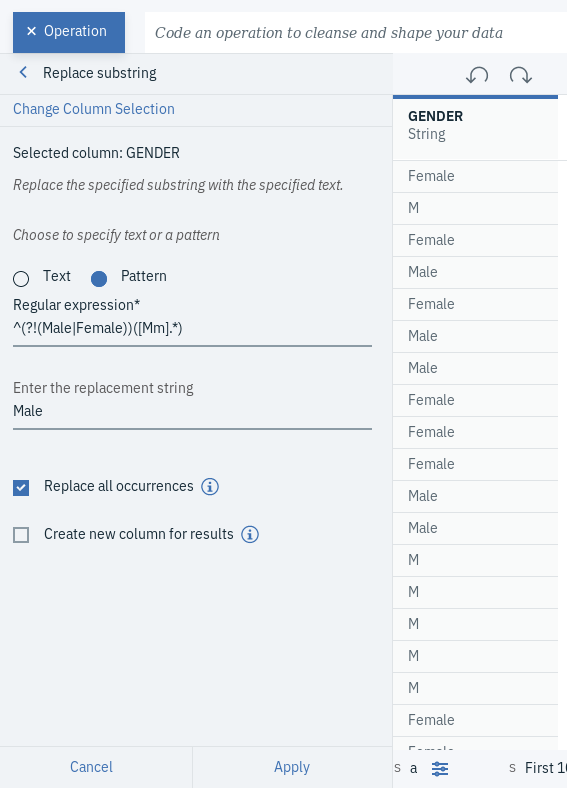 × Operation
Code an operation to cleanse and shape your data
Replace substring
Change Column Selection
Selected column: GENDER
Replace the specified substring with the specified text.
Choose to specify text or a pattern
Text
Pattern
Regular expression*
^(?!(Male|Female))([Mm].*)
Enter the replacement string
Male
Replace all occurrences
Create new column for results
Cancel
Apply
GENDER
String
Female
M
Female
Male
Female
Male
Male
Female
Female
Female
Male
Male
M
M
M
M
M
Female
Female
S a
S First 10